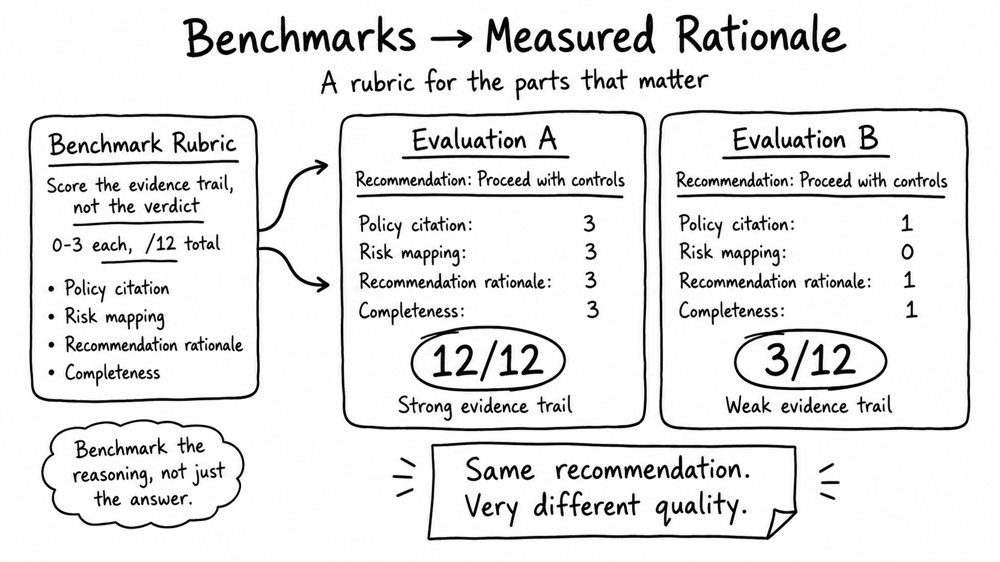 Benchmarks → Measured Rationale
A rubric for the parts that matter
Benchmark Rubric
Score the evidence trail,
not the verdict
0-3 each, /12 total
• Policy citation
• Risk mapping
• Recommendation rationale
• Completeness
Benchmark the
reasoning, not just
the answer.
Evaluation A
Recommendation: Proceed with controls
Policy citation: 3
Risk mapping: 3
Recommendation rationale: 3
Completeness: 3
12/12
Strong evidence trail
Evaluation B
Recommendation: Proceed with controls
Policy citation: 1
Risk mapping: 0
Recommendation rationale: 1
Completeness: 1
3/12
Weak evidence trail
Same recommendation.
Very different quality.